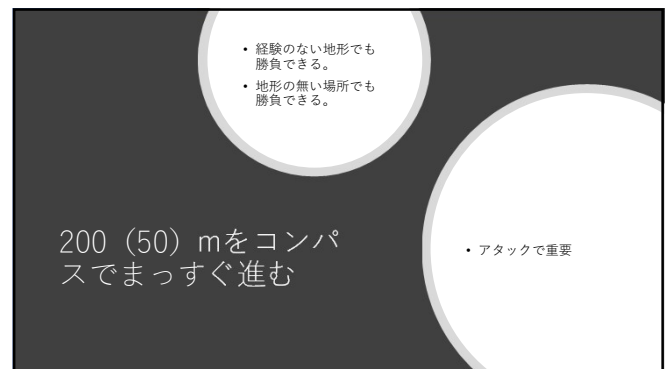 • 経験のない地形でも
勝負できる。
• 地形の無い場所でも
勝負できる。
200（50）mをコンパ
スでまっすぐ進む
• アタックで重要